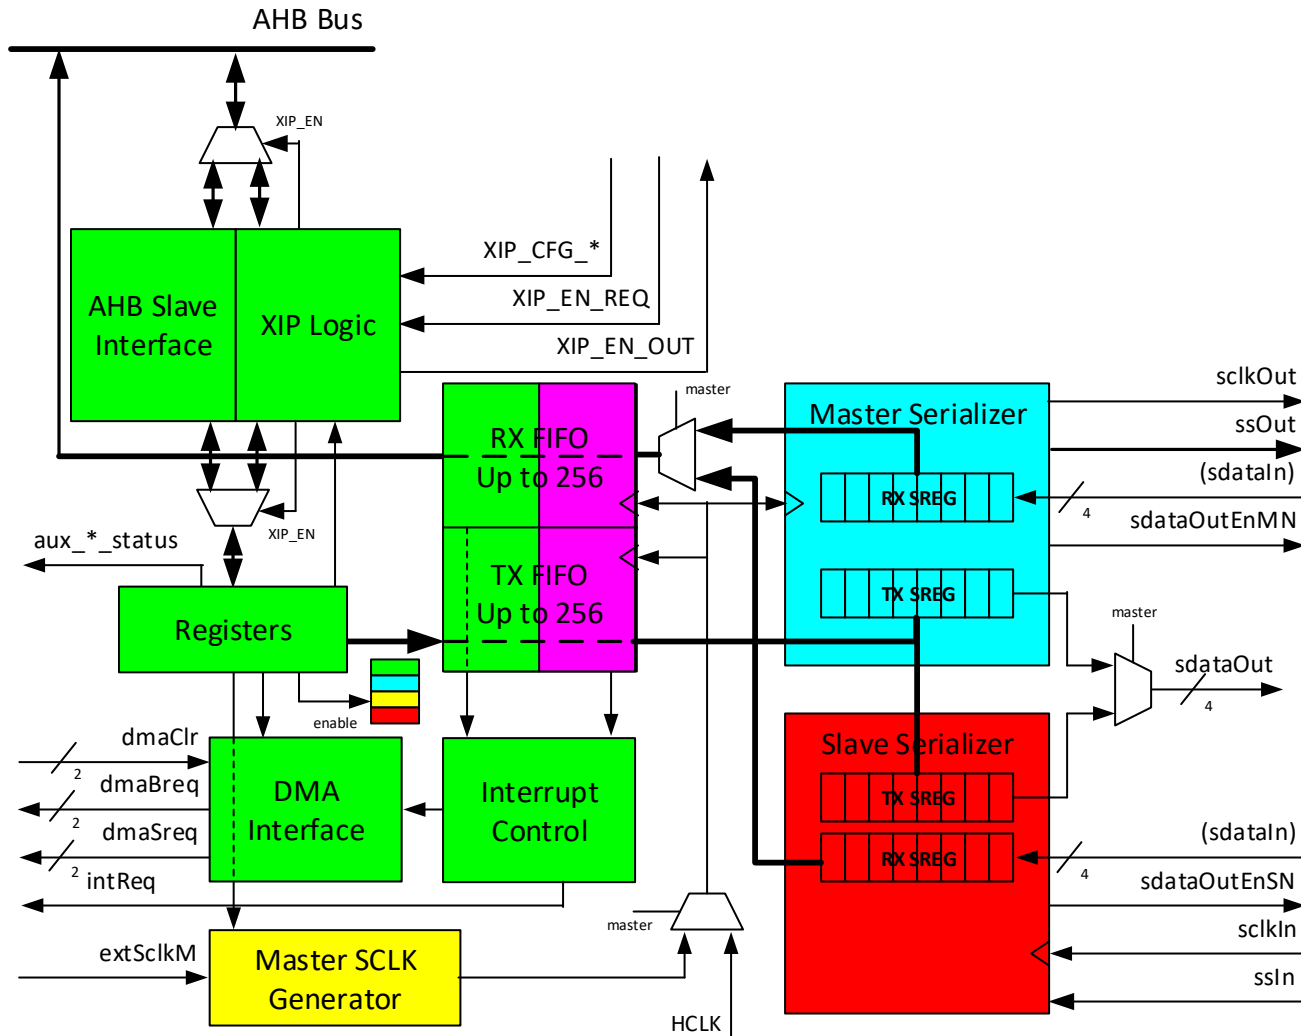 AHB Bus
XIP_EN
XIP_CFG_*
XIP_EN_REQ
XIP_EN_OUT
AHB Slave
Interface
XIP Logic
master
RX FIFO
Up to 256
TX FIFO
Up to 256
Master Serializer
RX SREG
TX SREG
sclkOut
ssOut
(sdataIn)
4
sdataOutEnMN
master
sdataOut
4
XIP_EN
aux_*_status
Registers
enable
dmaClr
2
dmaBreq
2
dmaSreq
2
intReq
DMA
Interface
Interrupt
Control
Slave Serializer
TX SREG
RX SREG
(sdataIn)
4
sdataOutEnSN
sclkIn
ssIn
master
extSclkM
Master SCLK
Generator
HCLK